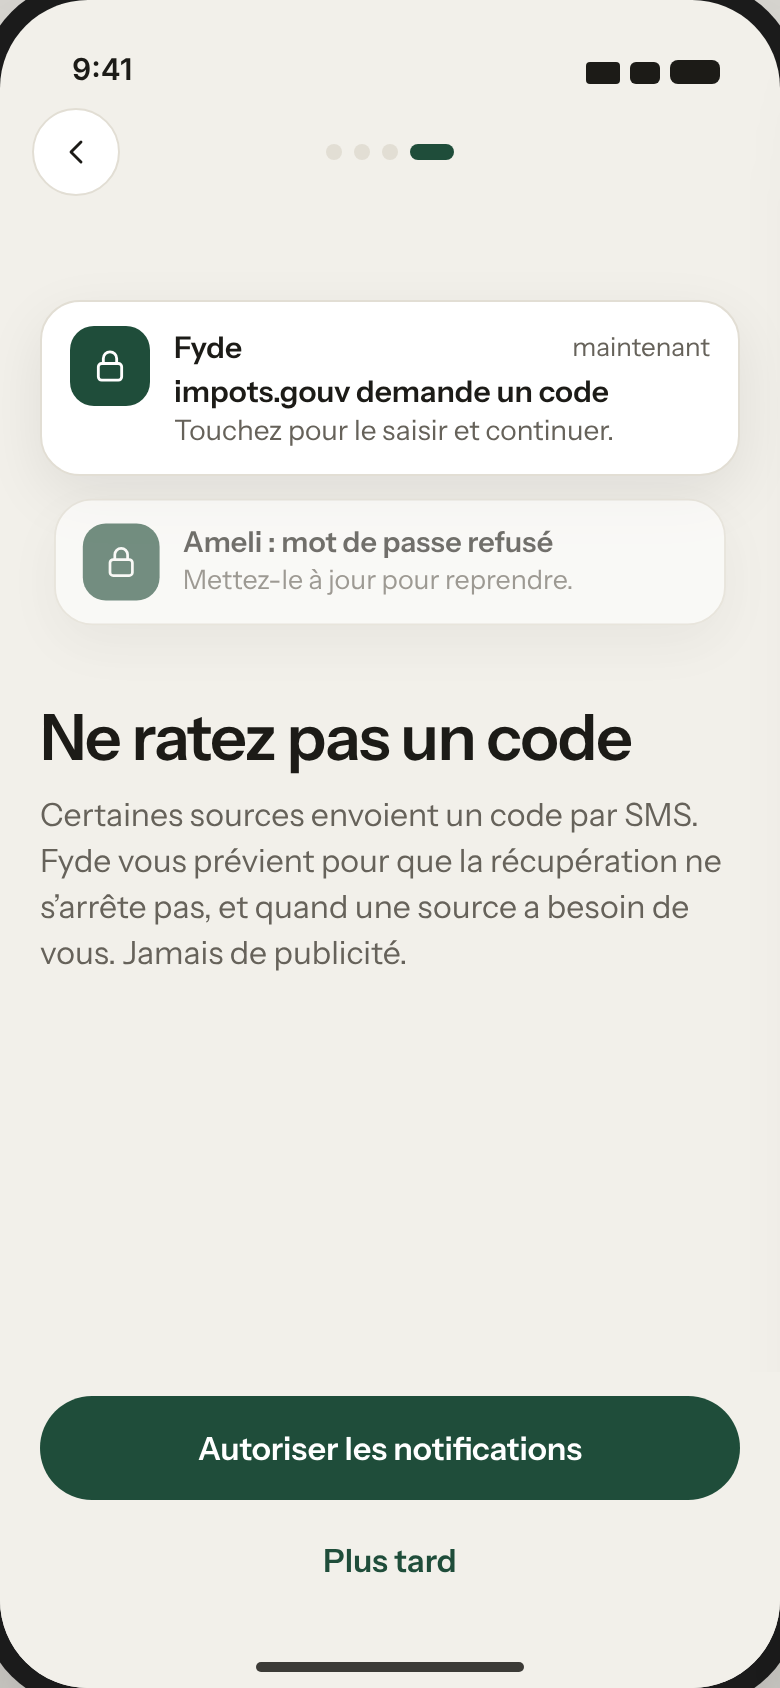 9:41
Fyde
maintenant
impots.gouv demande un code
Touchez pour le saisir et continuer.
Ameli : mot de passe refusé
Mettez-le à jour pour reprendre.
Ne ratez pas un code
Certaines sources envoient un code par SMS.
Fyde vous prévient pour que la récupération ne
s’arrête pas, et quand une source a besoin de
vous. Jamais de publicité.
Autoriser les notifications
Plus tard